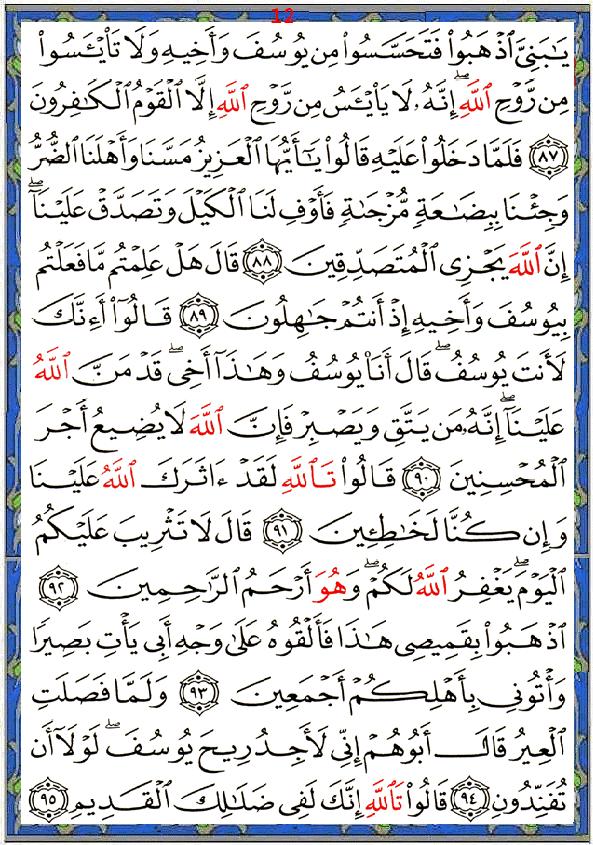 12
يَـٰبَنِىَّ ٱذْهَبُوا۟ فَتَحَسَّسُوا۟ مِن يُوسُفَ وَأَخِيهِ وَلَا تَا۟يْـَٔسُوا۟
مِن رَّوْحِ ٱللَّهِ ۖ إِنَّهُۥ لَا يَا۟يْـَٔسُ مِن رَّوْحِ ٱللَّهِ إِلَّا ٱلْقَوْمُ ٱلْكَـٰفِرُونَ
٨٧ فَلَمَّا دَخَلُوا۟ عَلَيْهِ قَالُوا۟ يَـٰٓأَيُّهَا ٱلْعَزِيزُ مَسَّنَا وَأَهْلَنَا ٱلضُّرُّ
وَجِئْنَا بِبِضَـٰعَةٍ مُّزْجَىٰةٍ فَأَوْفِ لَنَا ٱلْكَيْلَ وَتَصَدَّقْ عَلَيْنَآ ۖ
إِنَّ ٱللَّهَ يَجْزِى ٱلْمُتَصَدِّقِينَ ٨٨ قَالَ هَلْ عَلِمْتُم مَّا فَعَلْتُم
بِيُوسُفَ وَأَخِيهِ إِذْ أَنتُمْ جَـٰهِلُونَ ٨٩ قَالُوٓا۟ أَءِنَّكَ
لَأَنتَ يُوسُفُ ۖ قَالَ أَنَا۠ يُوسُفُ وَهَـٰذَآ أَخِى ۖ قَدْ مَنَّ ٱللَّهُ
عَلَيْنَآ ۖ إِنَّهُۥ مَن يَتَّقِ وَيَصْبِرْ فَإِنَّ ٱللَّهَ لَا يُضِيعُ أَجْرَ
ٱلْمُحْسِنِينَ ٩٠ قَالُوا۟ تَٱللَّهِ لَقَدْ ءَاثَرَكَ ٱللَّهُ عَلَيْنَا
وَإِن كُنَّا لَخَـٰطِـِٔينَ ٩١ قَالَ لَا تَثْرِيبَ عَلَيْكُمُ
ٱلْيَوْمَ ۖ يَغْفِرُ ٱللَّهُ لَكُمْ ۖ وَهُوَ أَرْحَمُ ٱلرَّٰحِمِينَ ٩٢
ٱذْهَبُوا۟ بِقَمِيصِى هَـٰذَا فَأَلْقُوهُ عَلَىٰ وَجْهِ أَبِى يَأْتِ بَصِيرًا
وَأْتُونِى بِأَهْلِكُمْ أَجْمَعِينَ ٩٣ وَلَمَّا فَصَلَتِ
ٱلْعِيرُ قَالَ أَبُوهُمْ إِنِّى لَأَجِدُ رِيحَ يُوسُفَ ۖ لَوْلَآ أَن
تُفَنِّدُونِ ٩٤ قَالُوا۟ تَٱللَّهِ إِنَّكَ لَفِى ضَلَـٰلِكَ ٱلْقَدِيمِ ٩٥